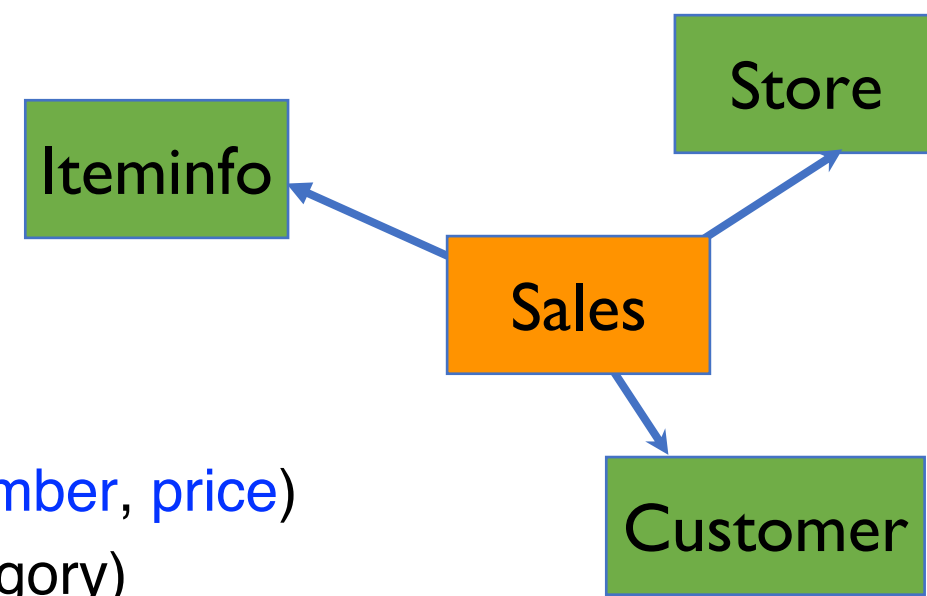 Store
Iteminfo
Sales
mber, price)
Customer
gory)